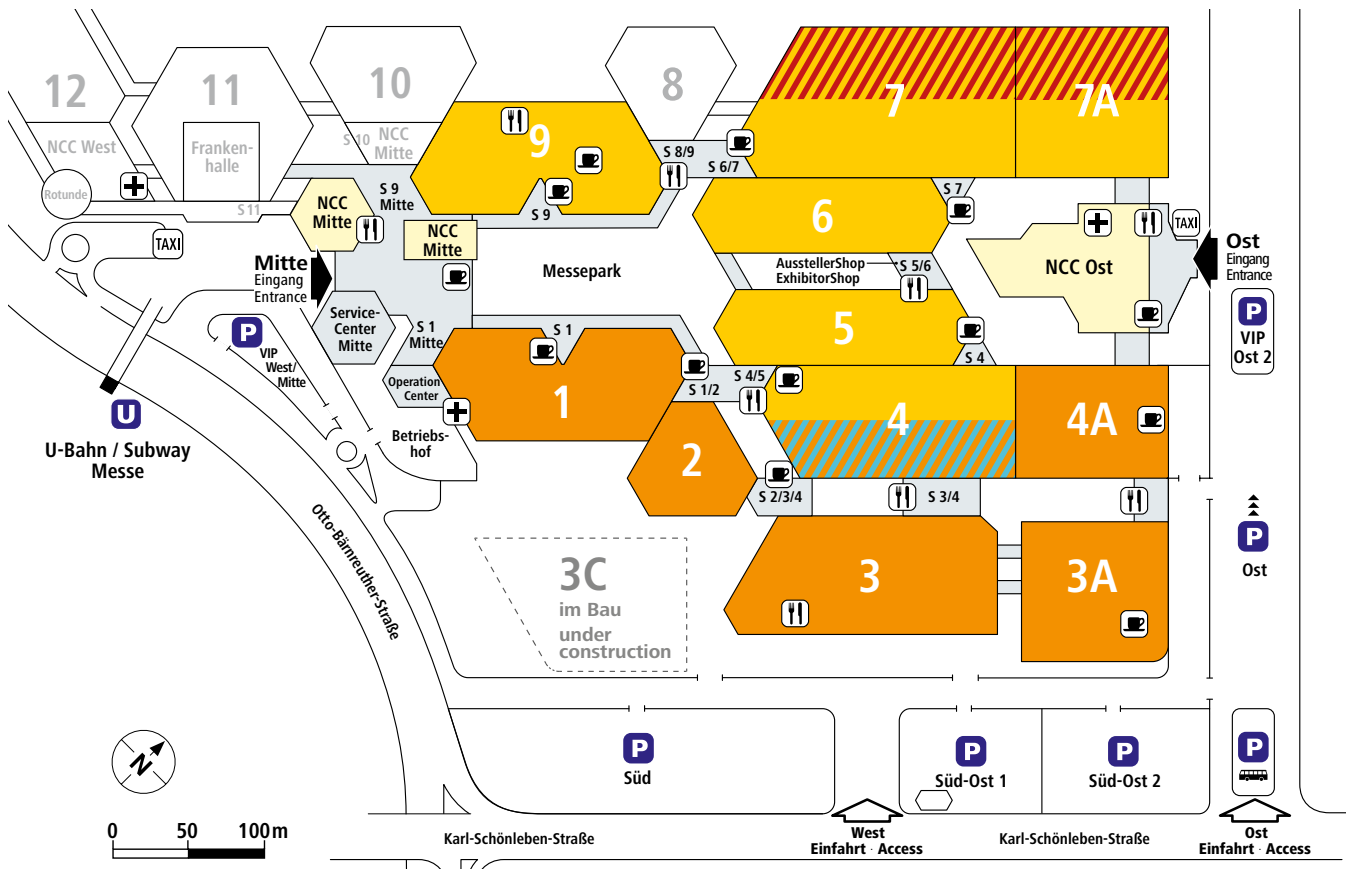 12
NCC West
11
Franken-
halle
10
S 10
NCC
Mitte
9
8
7
7A
Rotunde
S 11
NCC
Mitte
S 9
Mitte
NCC
Mitte
S 9
S 8/9
S 6/7
S 7
6
TAXI
Mitte
Eingang
Entrance
Messepark
AusstellerShop
ExhibitorShop
S 5/6
NCC Ost
TAXI
Ost
Eingang
Entrance
P
VIP
Ost 2
Service-
Center
Mitte
S 1
Mitte
S 1
5
S 4
P
VIP
West/
Mitte
Operation
Center
1
S 1/2
S 4/5
4
4A
U
U-Bahn / Subway
Messe
Betriebs-
hof
2
S 2/3/4
S 3/4
P
Ost
Otto-Bärnreuther-Straße
3C
im Bau
under
construction
3
3A
N
P
Süd
P
Süd-Ost 1
P
Süd-Ost 2
P
0 50 100 m
Karl-Schönleben-Straße
West
Einfahrt · Access
Karl-Schönleben-Straße
Ost
Einfahrt · Access